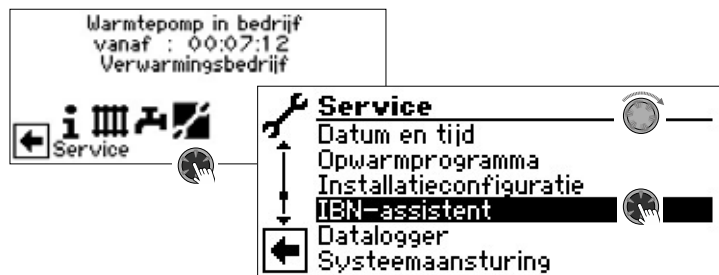 Warmtepomp in bedrijf
vanaf : 00:07:12
Verwarmingsbedrijf
Service
Service
Datum en tijd
Opwarmprogramma
Installatieconfiguratie
IBN-assistent
Datalogger
Systeemaansturing